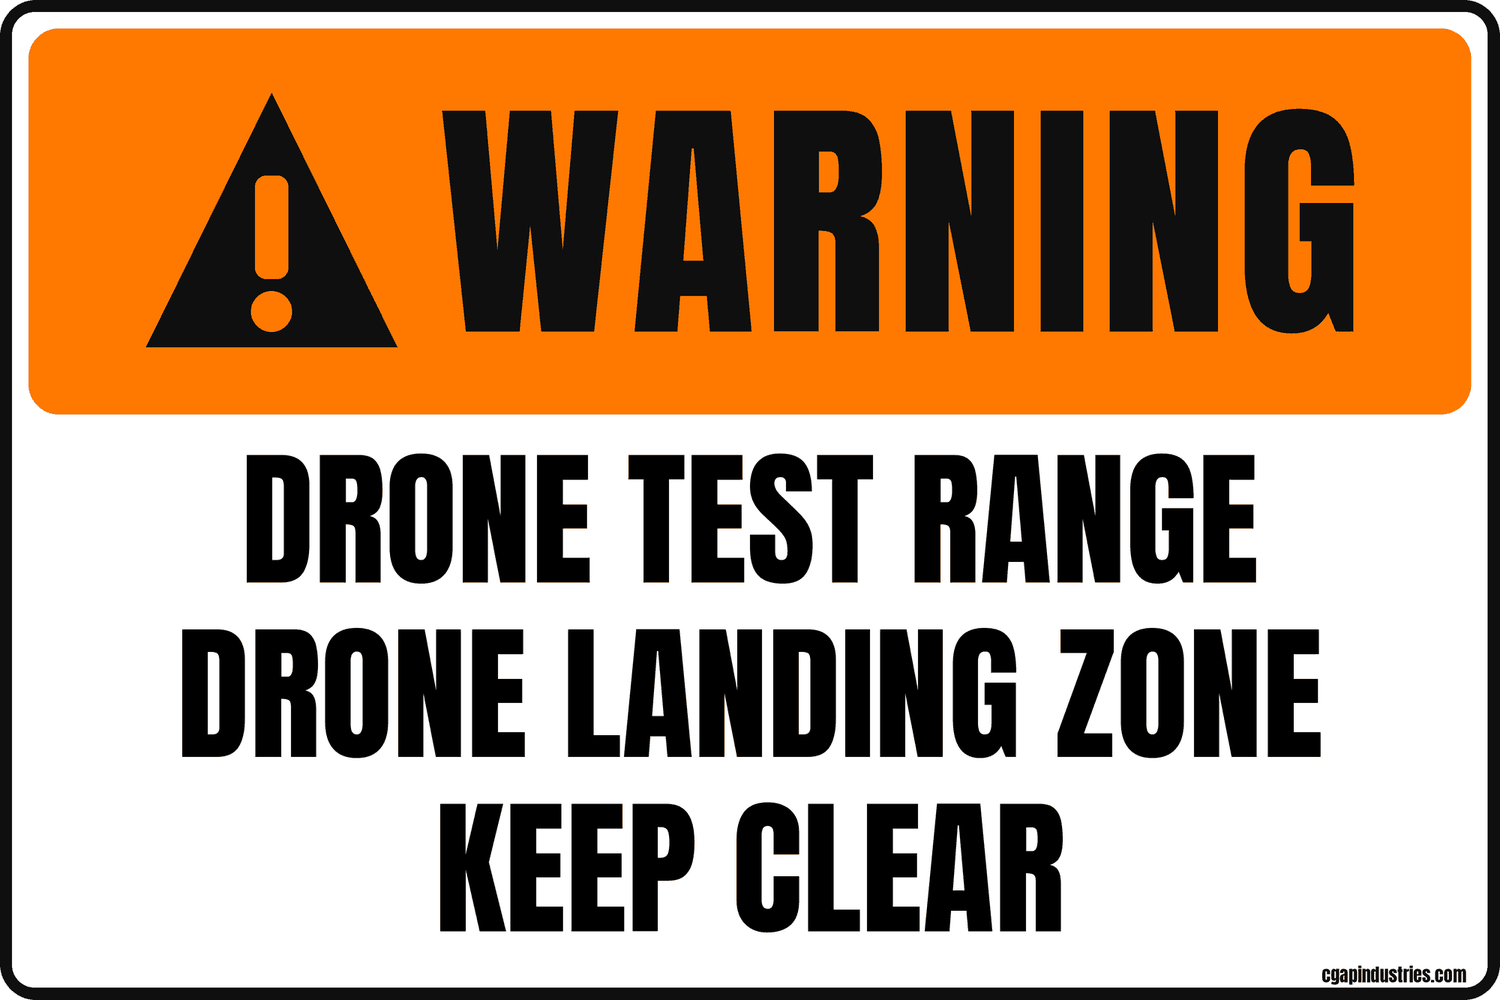 WARNING
DRONE TEST RANGE
DRONE LANDING ZONE
KEEP CLEAR
cgapindustries.com